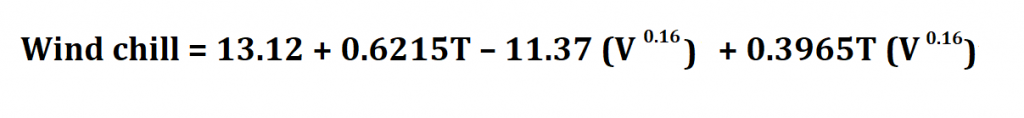 Wind chill = 13.12 + 0.6215T – 11.37 (V 0.16) + 0.3965T (V 0.16)